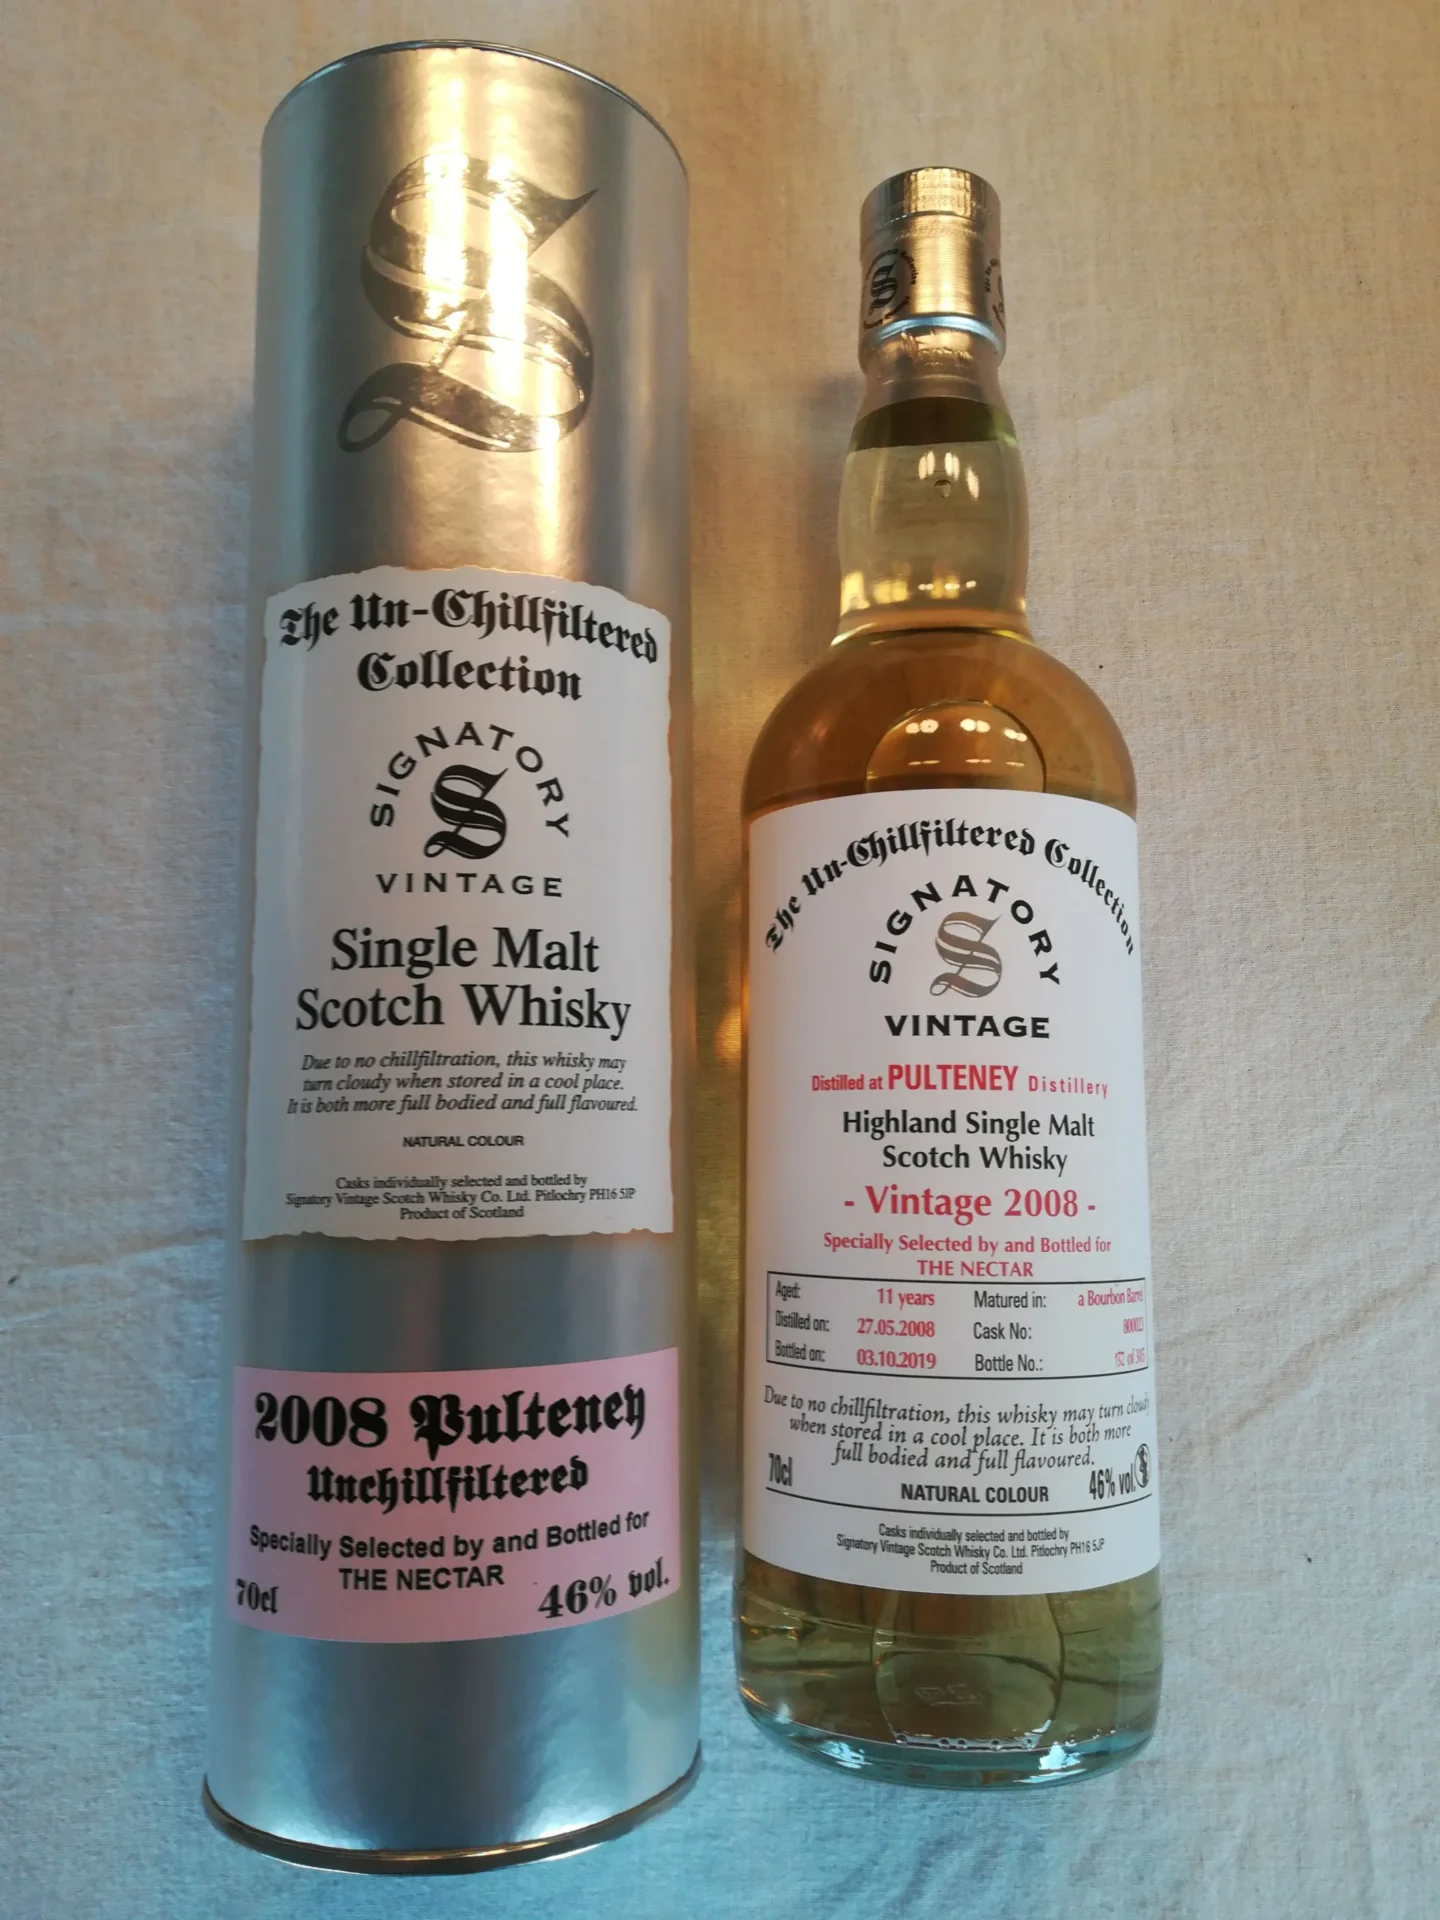 The Un-Chillfiltered
Collection
SIGNATORY
S
VINTAGE
Single Malt
Scotch Whisky
Due to no chillfiltration, this whisky may
turn cloudy when stored in a cool place.
It is both more full bodied and full flavoured.
NATURAL COLOUR
Casks individually selected and bottled by
Signatory Vintage Scotch Whisky Co. Ltd. Pitlochry PH16 5JP
Product of Scotland
2008 Pulteney
Unchillfiltered
Specially Selected by and Bottled for
THE NECTAR
70cl 46% vol.
The Un-Chillfiltered Collection
SIGNATORY
S
VINTAGE
Distilled at PULTENEY Distillery
Highland Single Malt
Scotch Whisky
- Vintage 2008 -
Specially Selected by and Bottled for
THE NECTAR
Aged: 11 years Matured in: a Bourbon Barrel
Distilled on: 27.05.2008 Cask No:
Bottled on: 03.10.2019 Bottle No.: 152 of
Due to no chillfiltration, this whisky may turn cloudy
when stored in a cool place. It is both more
full bodied and full flavoured.
70cl NATURAL COLOUR 46% vol.
Casks individually selected and bottled by
Signatory Vintage Scotch Whisky Co. Ltd. Pitlochry PH16 5JP
Product of Scotland